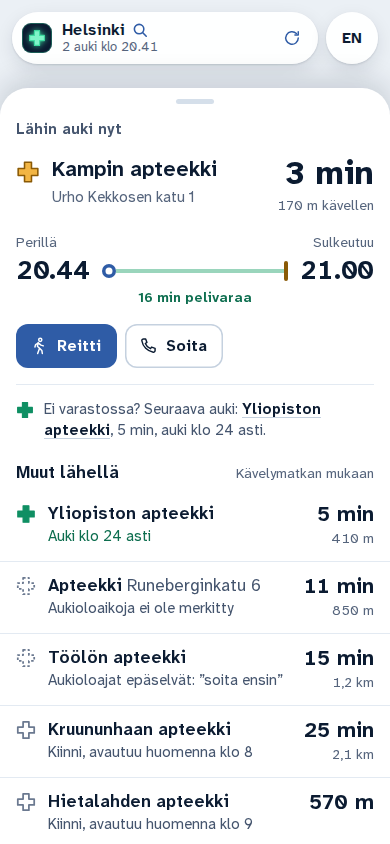 Helsinki
2 auki klo 20.41
EN
Lähin auki nyt
Kampin apteekki
3 min
Urho Kekkosen katu 1
170 m kävellen
Perillä
Sulkeutuu
20.44
21.00
16 min pelivaraa
Reitti
Soita
Ei varastossa? Seuraava auki: Yliopiston
apteekki, 5 min, auki klo 24 asti.
Muut lähellä
Kävelymatkan mukaan
Yliopiston apteekki
5 min
Auki klo 24 asti
410 m
Apteekki Runeberginkatu 6
11 min
Aukioloaikoja ei ole merkitty
850 m
Töölön apteekki
15 min
Aukioloajat epäselvät: ”soita ensin”
1,2 km
Kruununhaan apteekki
25 min
Kiinni, avautuu huomenna klo 8
2,1 km
Hietalahden apteekki
570 m
Kiinni, avautuu huomenna klo 9